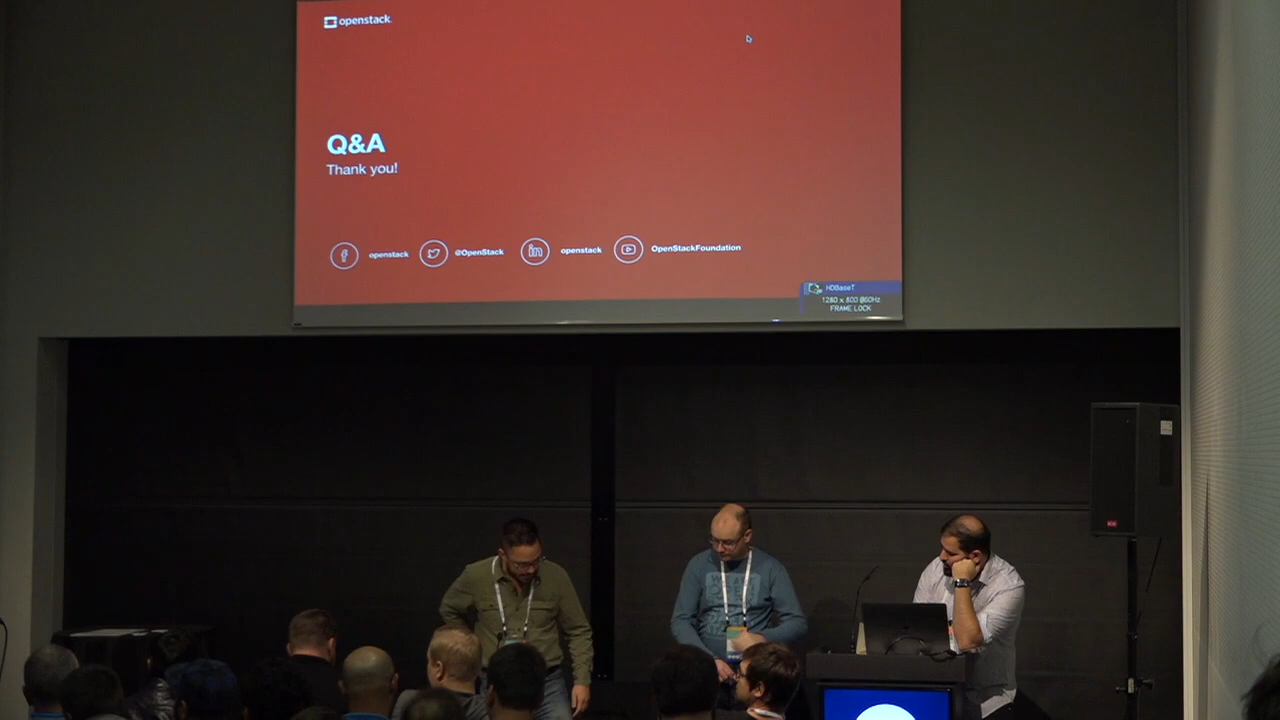 openstack.
Q&A
Thank you!
openstack
@OpenStack
openstack
OpenStackFoundation
HDBaseT
1280 x 800 @60Hz
FRAME LOCK